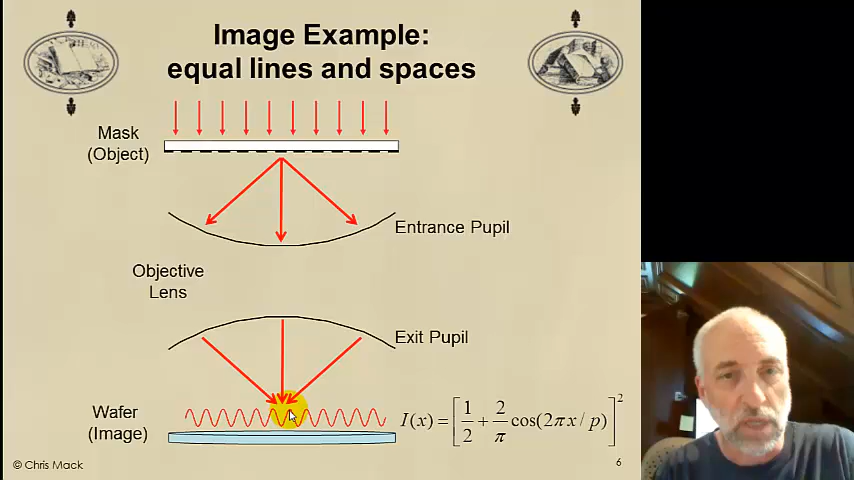 Image Example:
equal lines and spaces
Mask
(Object)
Entrance Pupil
Objective
Lens
Exit Pupil
Wafer
(Image)
I(x) = [1/2 + 2/π cos(2πx / p)]²
© Chris Mack
6